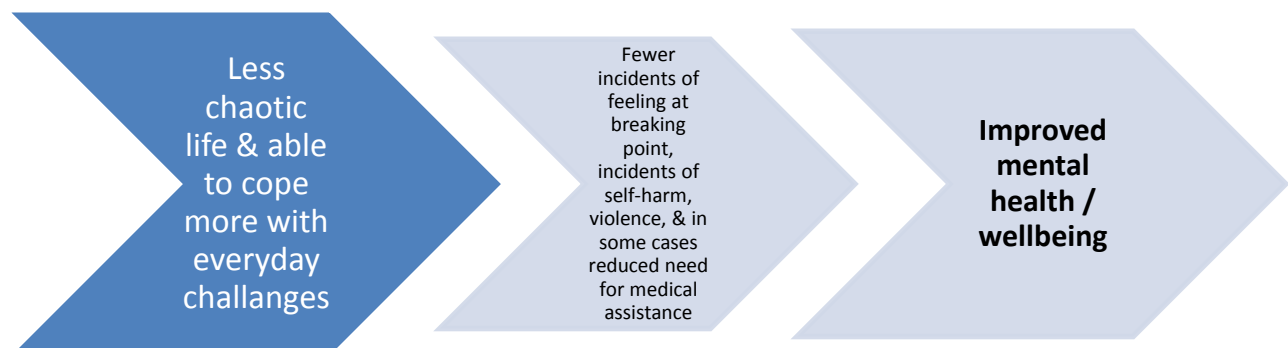 Less
chaotic
life & able
to cope
more with
everyday
challanges
Fewer
incidents of
feeling at
breaking
point,
incidents of
self-harm,
violence, & in
some cases
reduced need
for medical
assistance
Improved
mental
health /
wellbeing